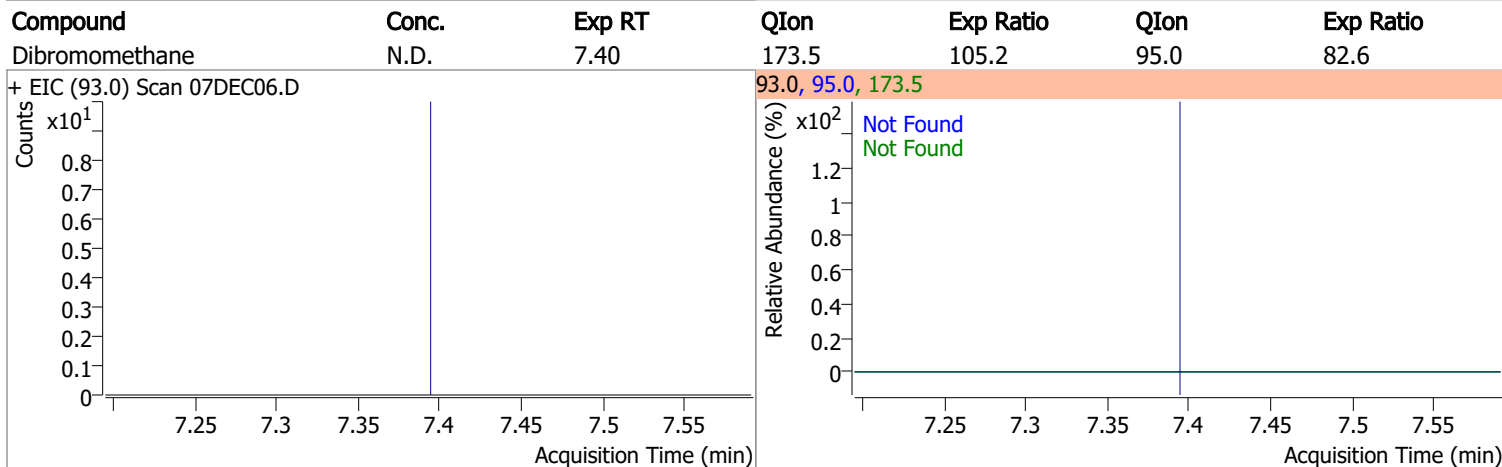 Compound Conc. Exp RT QIon Exp Ratio QIon Exp Ratio
Dibromomethane N.D. 7.40 173.5 105.2 95.0 82.6
+ EIC (93.0) Scan 07DEC06.D
Counts
x10¹
0.8
0.7
0.6
0.5
0.4
0.3
0.2
0.1
0
7.25 7.3 7.35 7.4 7.45 7.5 7.55
Acquisition Time (min)
93.0, 95.0, 173.5
Relative Abundance (%)
x10²
Not Found
Not Found
1.2
1
0.8
0.6
0.4
0.2
0
7.25 7.3 7.35 7.4 7.45 7.5 7.55
Acquisition Time (min)